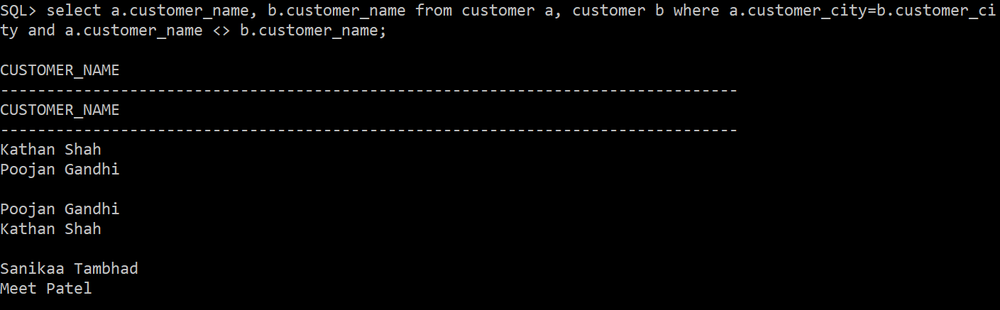 SQL> select a.customer_name, b.customer_name from customer a, customer b where a.customer_city=b.customer_ci
ty and a.customer_name <> b.customer_name;
CUSTOMER_NAME
--------------------------------------------------------------------------------
CUSTOMER_NAME
--------------------------------------------------------------------------------
Kathan Shah
Poojan Gandhi
Poojan Gandhi
Kathan Shah
Sanikaa Tambhad
Meet Patel